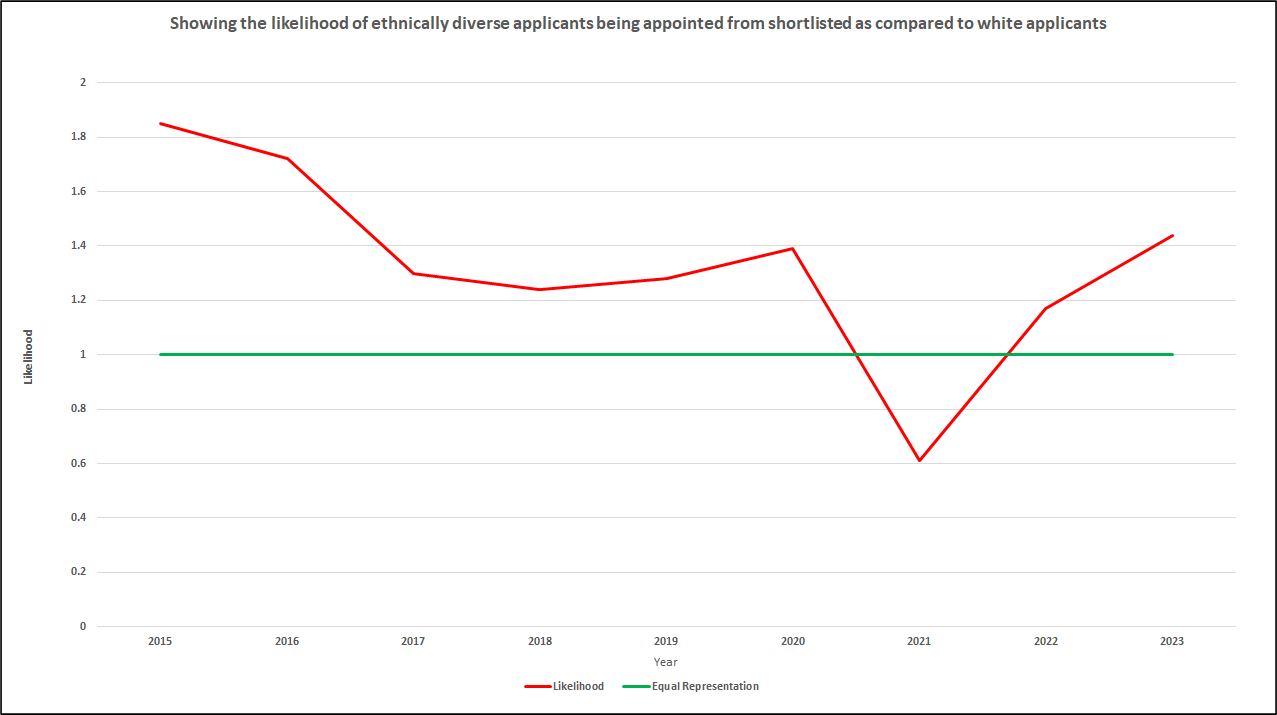 Showing the likelihood of ethnically diverse applicants being appointed from shortlisted as compared to white applicants
2
1.8
1.6
1.4
1.2
1
0.8
0.6
0.4
0.2
0
Likelihood
2015 2016 2017 2018 2019 2020 2021 2022 2023
Year
Likelihood Equal Representation